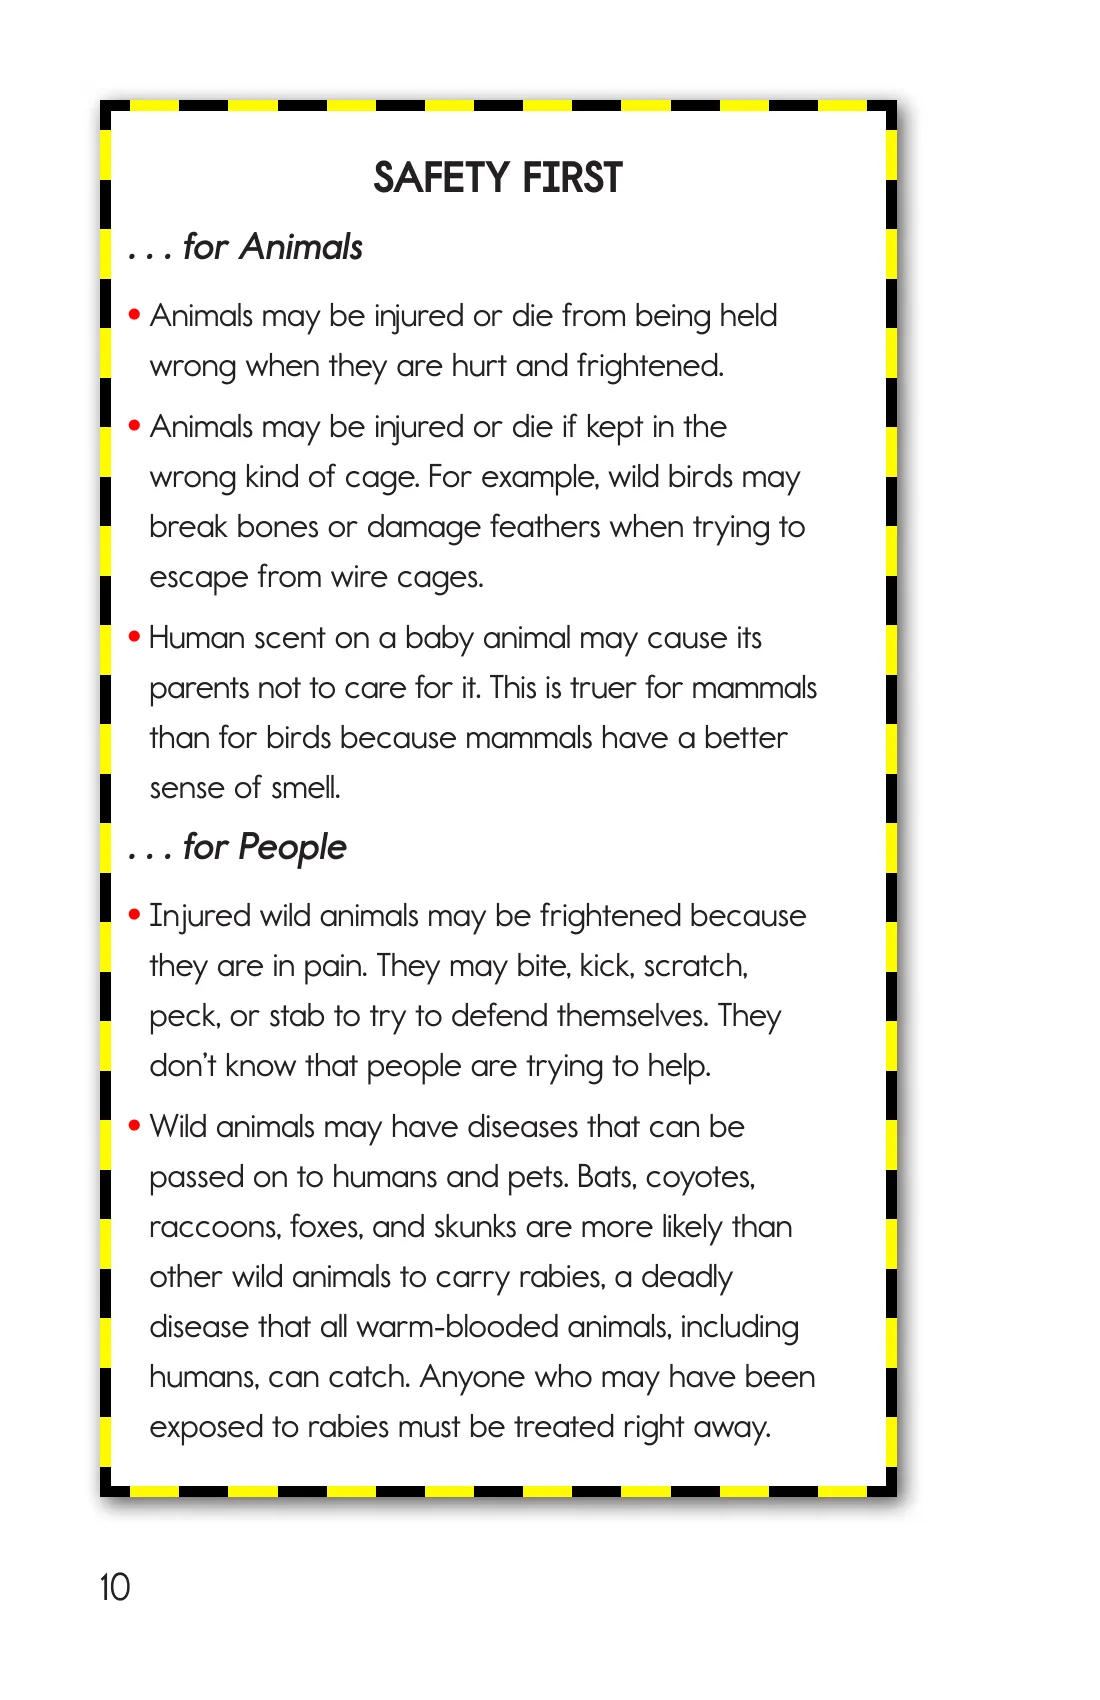 SAFETY FIRST
. . . for Animals
• Animals may be injured or die from being held
wrong when they are hurt and frightened.
• Animals may be injured or die if kept in the
wrong kind of cage. For example, wild birds may
break bones or damage feathers when trying to
escape from wire cages.
• Human scent on a baby animal may cause its
parents not to care for it. This is truer for mammals
than for birds because mammals have a better
sense of smell.
. . . for People
• Injured wild animals may be frightened because
they are in pain. They may bite, kick, scratch,
peck, or stab to try to defend themselves. They
don’t know that people are trying to help.
• Wild animals may have diseases that can be
passed on to humans and pets. Bats, coyotes,
raccoons, foxes, and skunks are more likely than
other wild animals to carry rabies, a deadly
disease that all warm-blooded animals, including
humans, can catch. Anyone who may have been
exposed to rabies must be treated right away.
10